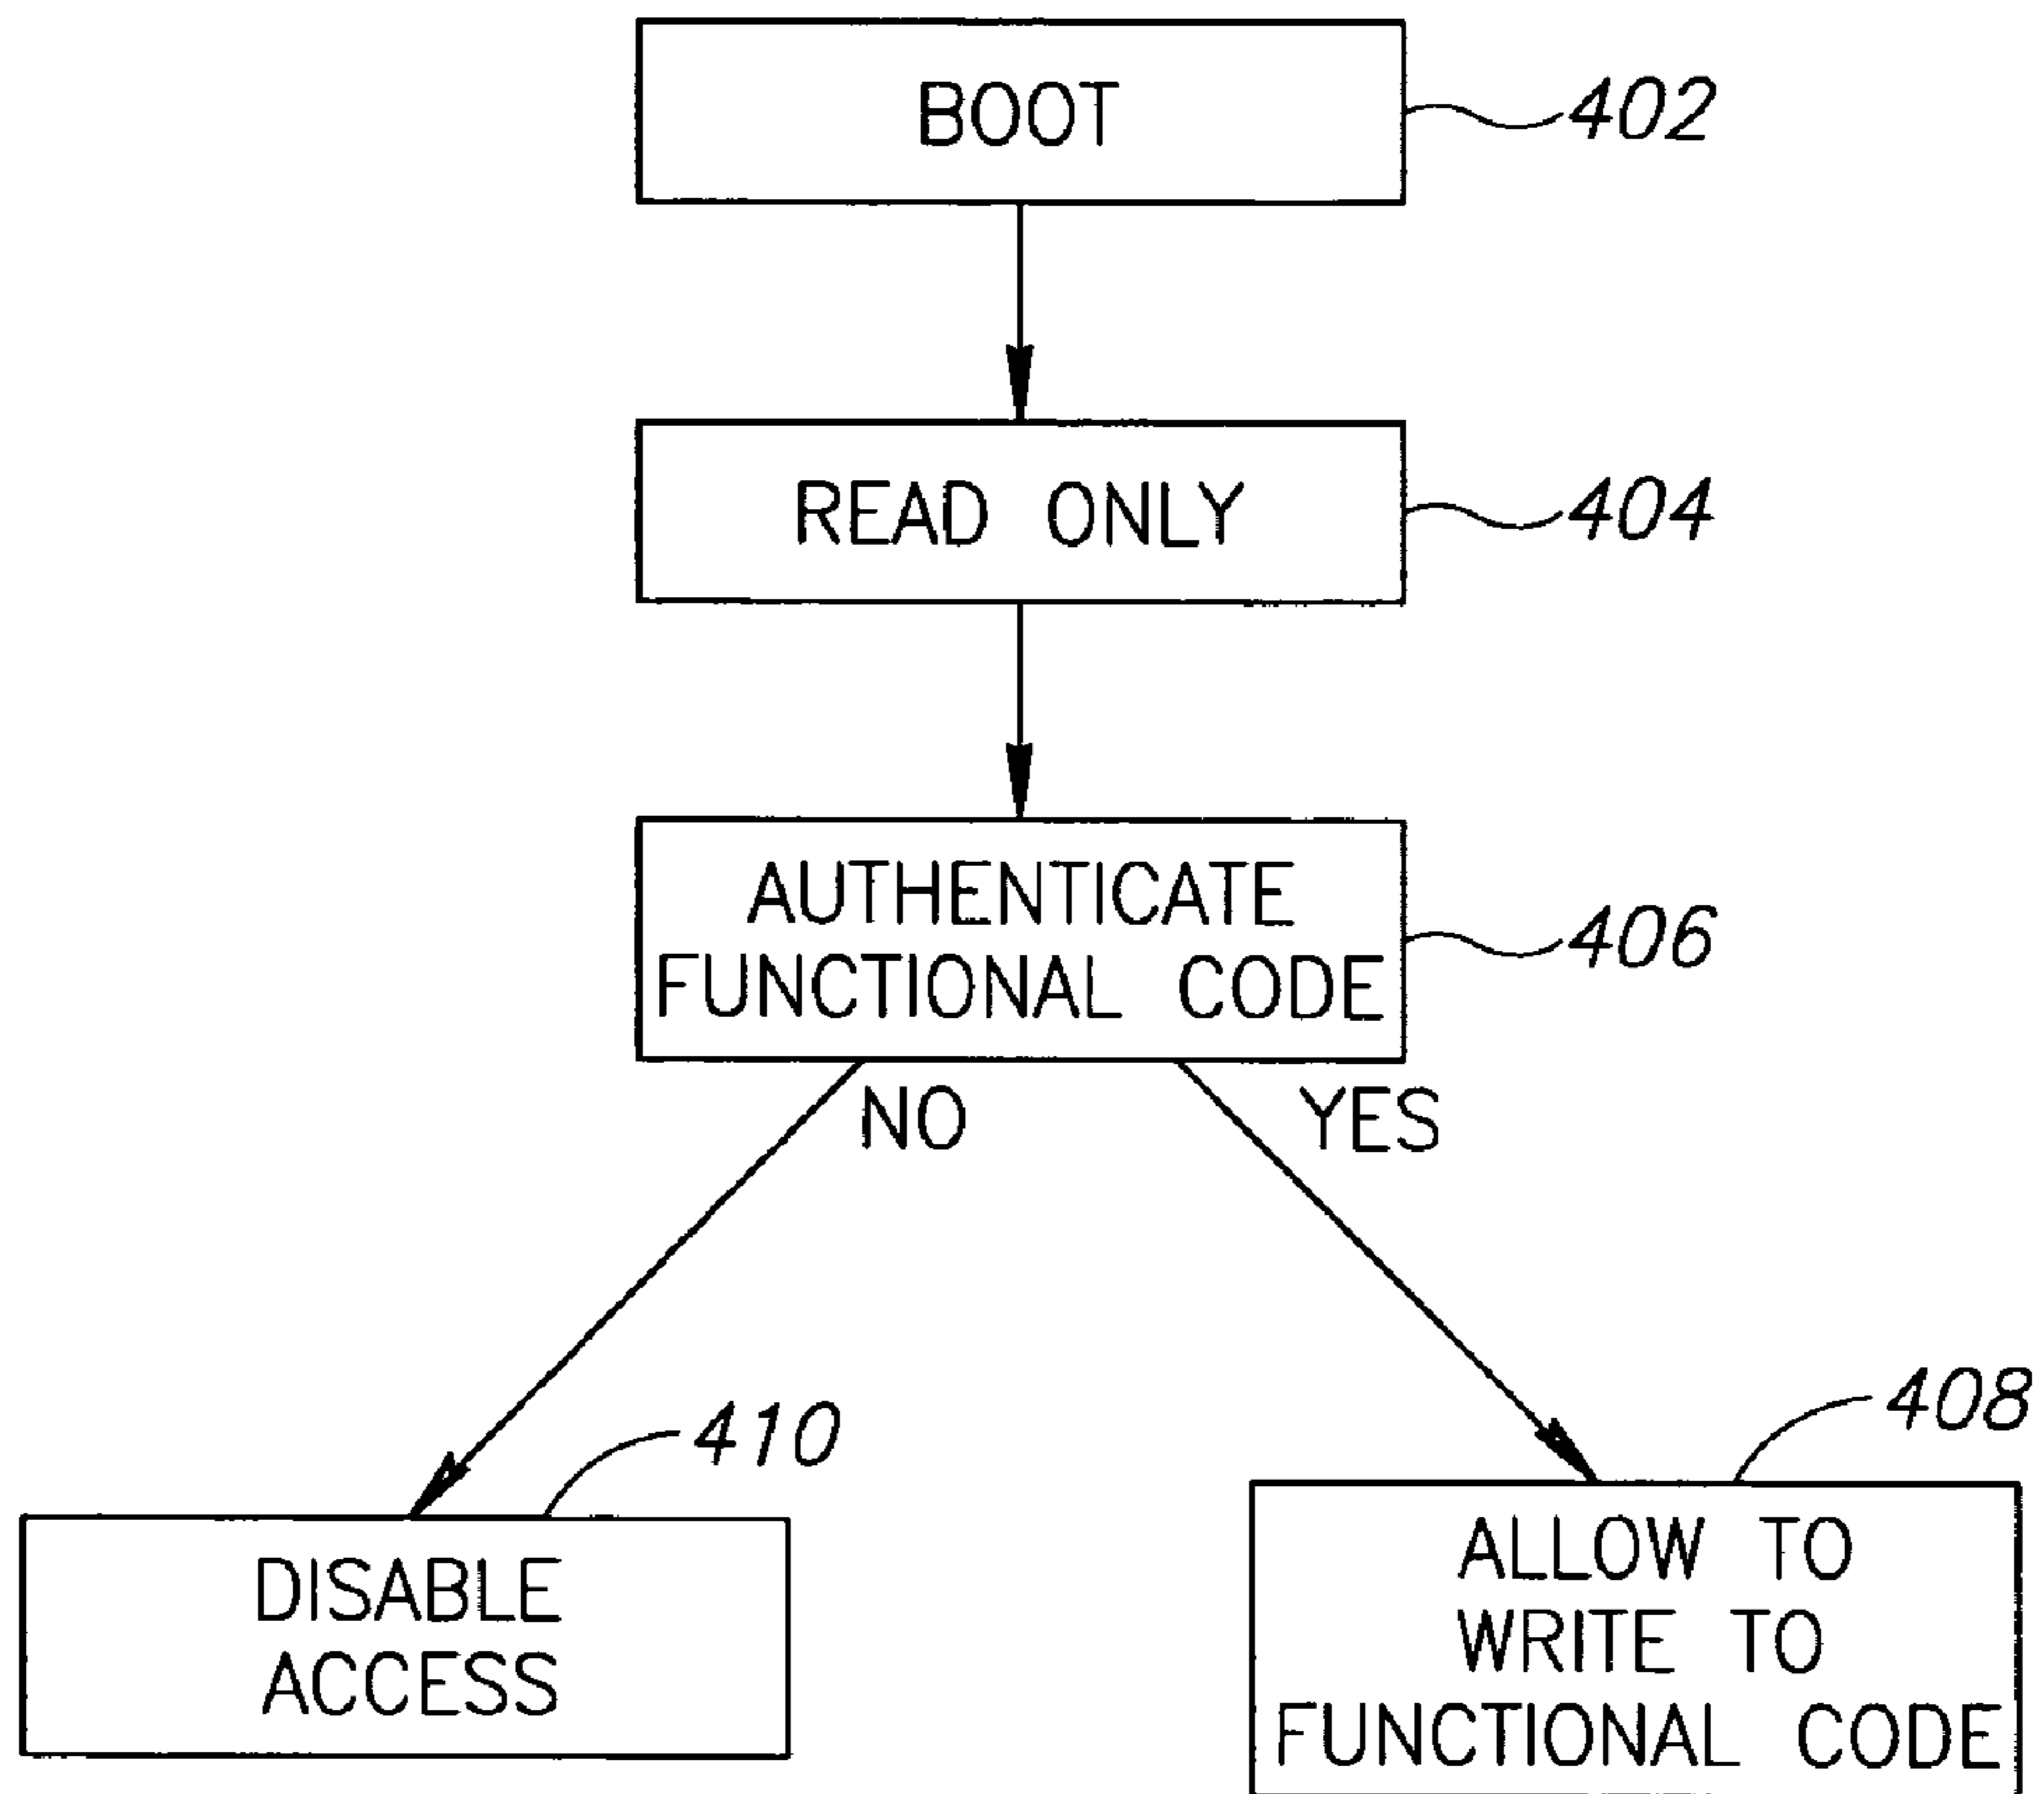 BOOT
402
READ ONLY
404
AUTHENTICATE
FUNCTIONAL CODE
406
NO
YES
410
408
DISABLE
ACCESS
ALLOW TO
WRITE TO
FUNCTIONAL CODE